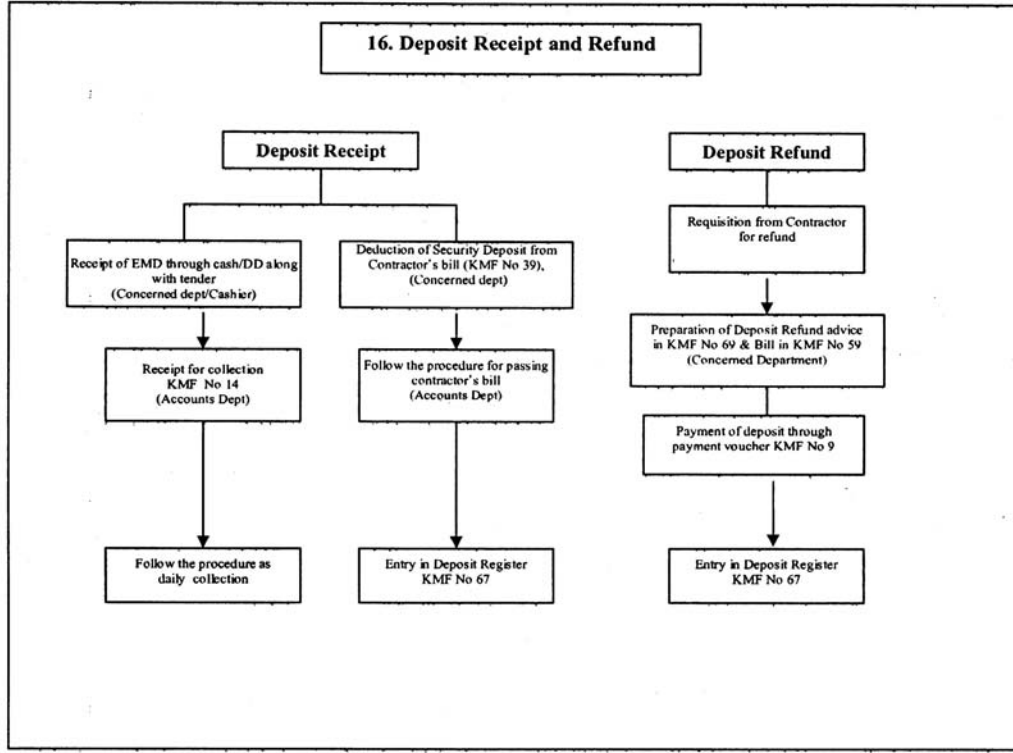 16. Deposit Receipt and Refund
Deposit Receipt
Receipt of EMD through cash/DD along
with tender
(Concerned dept/Cashier)
Receipt for collection
KMF No 14
(Accounts Dept)
Follow the procedure as
daily collection
Deduction of Security Deposit from
Contractor's bill (KMF No 39),
(Concerned dept)
Follow the procedure for passing
contractor's bill
(Accounts Dept)
Entry in Deposit Register
KMF No 67
Deposit Refund
Requisition from Contractor
for refund
Preparation of Deposit Refund advice
in KMF No 69 & Bill in KMF No 59
(Concerned Department)
Payment of deposit through
payment voucher KMF No 9
Entry in Deposit Register
KMF No 67